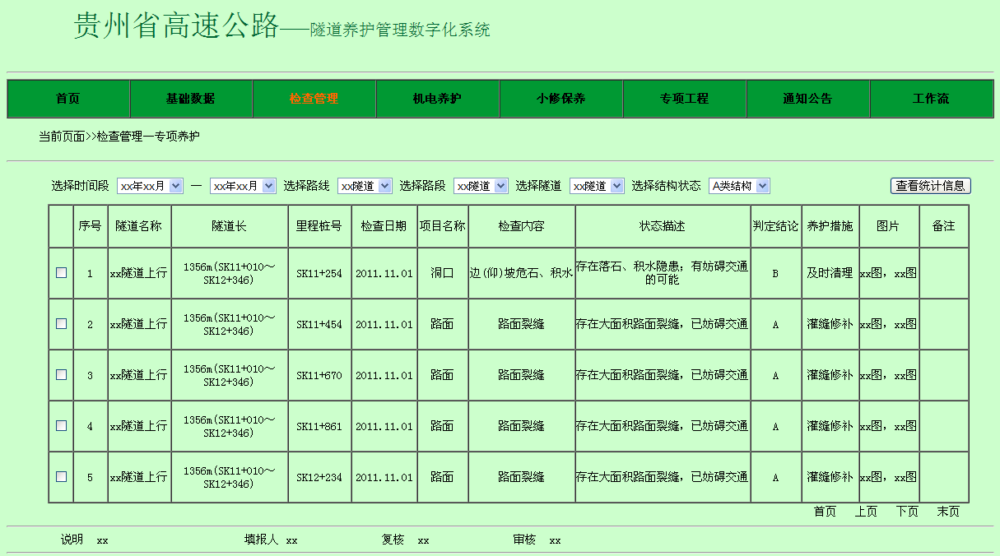 贵州省高速公路——隧道养护管理数字化系统
首页 基础数据 检查管理 机电养护 小修保养 专项工程 通知公告 工作流
当前页面>>检查管理—专项养护
选择时间段 xx年xx月 — xx年xx月 选择路线 xx隧道 选择路段 xx隧道 选择隧道 xx隧道 选择结构状态 A类结构 查看统计信息
序号 隧道名称 隧道长 里程桩号 检查日期 项目名称 检查内容 状态描述 判定结论 养护措施 图片 备注
1 xx隧道上行 1356m(SK11+010～SK12+346) SK11+254 2011.11.01 洞口 边(仰)坡危石、积水 存在落石、积水隐患；有妨碍交通的可能 B 及时清理 xx图，xx图
2 xx隧道上行 1356m(SK11+010～SK12+346) SK11+454 2011.11.01 路面 路面裂缝 存在大面积路面裂缝，已妨碍交通 A 灌缝修补 xx图，xx图
3 xx隧道上行 1356m(SK11+010～SK12+346) SK11+670 2011.11.01 路面 路面裂缝 存在大面积路面裂缝，已妨碍交通 A 灌缝修补 xx图，xx图
4 xx隧道上行 1356m(SK11+010～SK12+346) SK11+861 2011.11.01 路面 路面裂缝 存在大面积路面裂缝，已妨碍交通 A 灌缝修补 xx图，xx图
5 xx隧道上行 1356m(SK11+010～SK12+346) SK12+234 2011.11.01 路面 路面裂缝 存在大面积路面裂缝，已妨碍交通 A 灌缝修补 xx图，xx图
首页 上页 下页 末页
说明 xx 填报人 xx 复核 xx 审核 xx